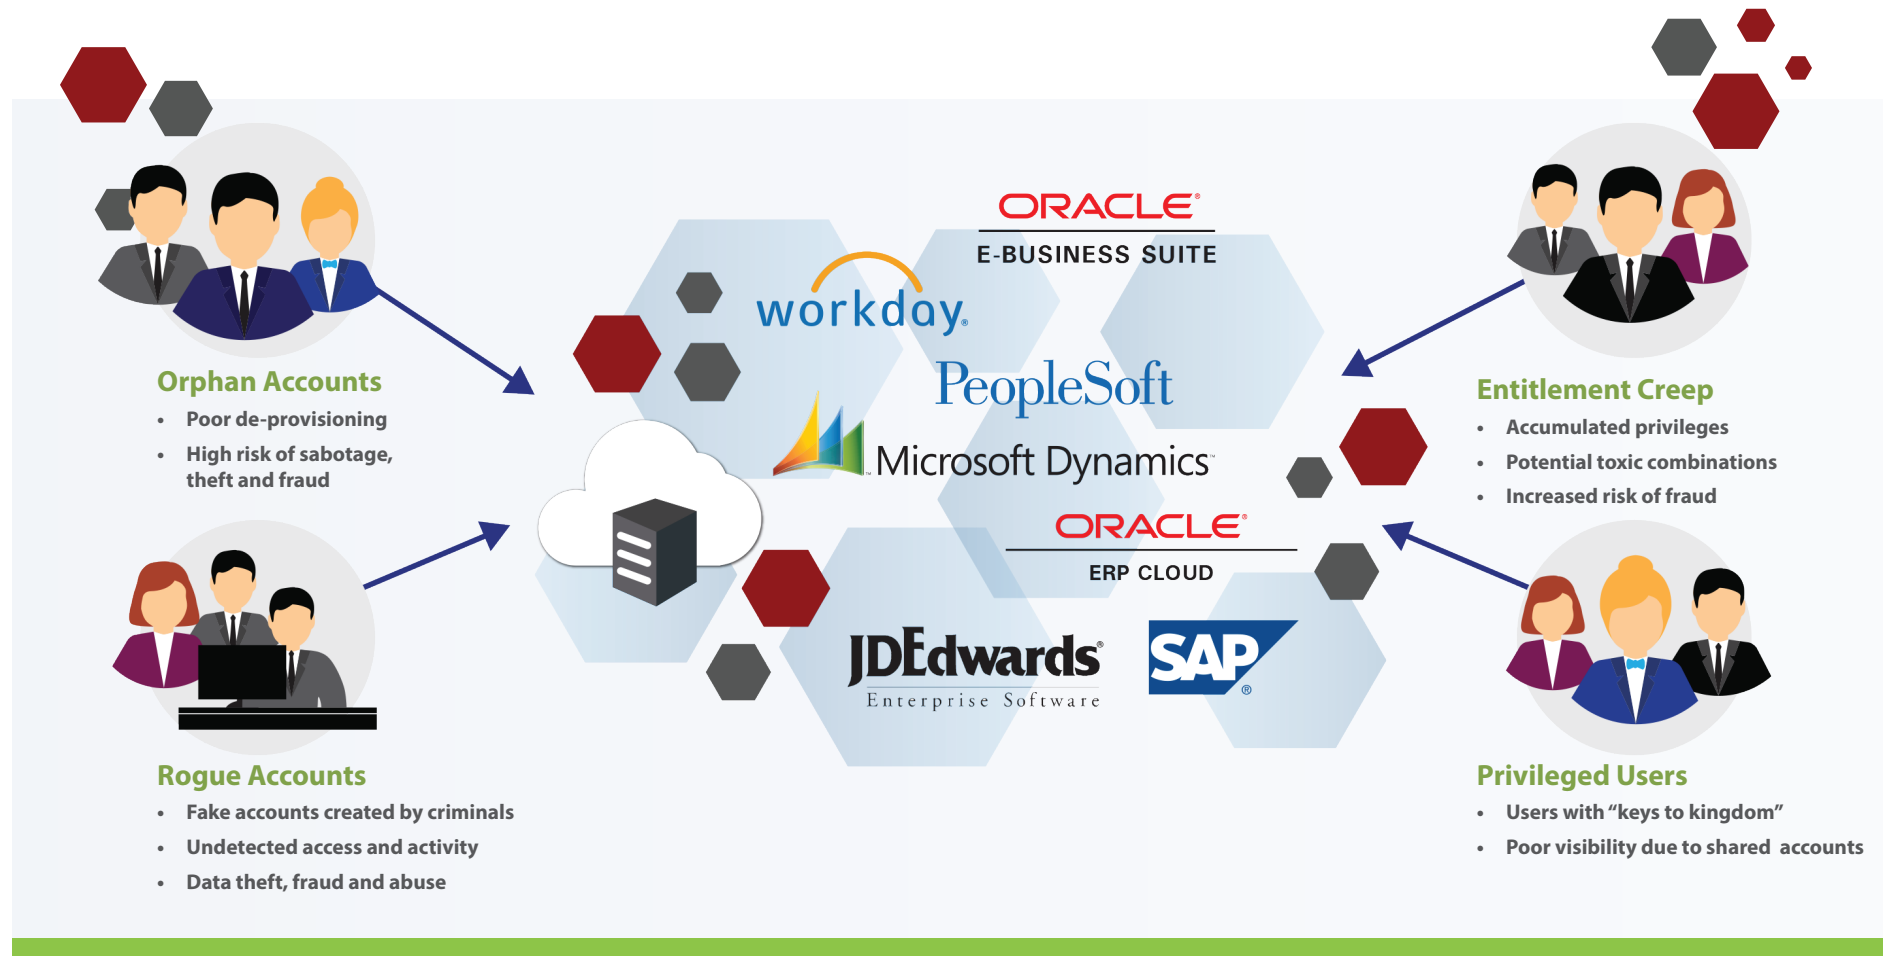 Orphan Accounts
• Poor de-provisioning
• High risk of sabotage,
theft and fraud
Rogue Accounts
• Fake accounts created by criminals
• Undetected access and activity
• Data theft, fraud and abuse
ORACLE®
E-BUSINESS SUITE
workday®
PeopleSoft
Microsoft Dynamics™
ORACLE®
ERP CLOUD
JDEdwards®
Enterprise Software
SAP®
Entitlement Creep
• Accumulated privileges
• Potential toxic combinations
• Increased risk of fraud
Privileged Users
• Users with “keys to kingdom”
• Poor visibility due to shared accounts